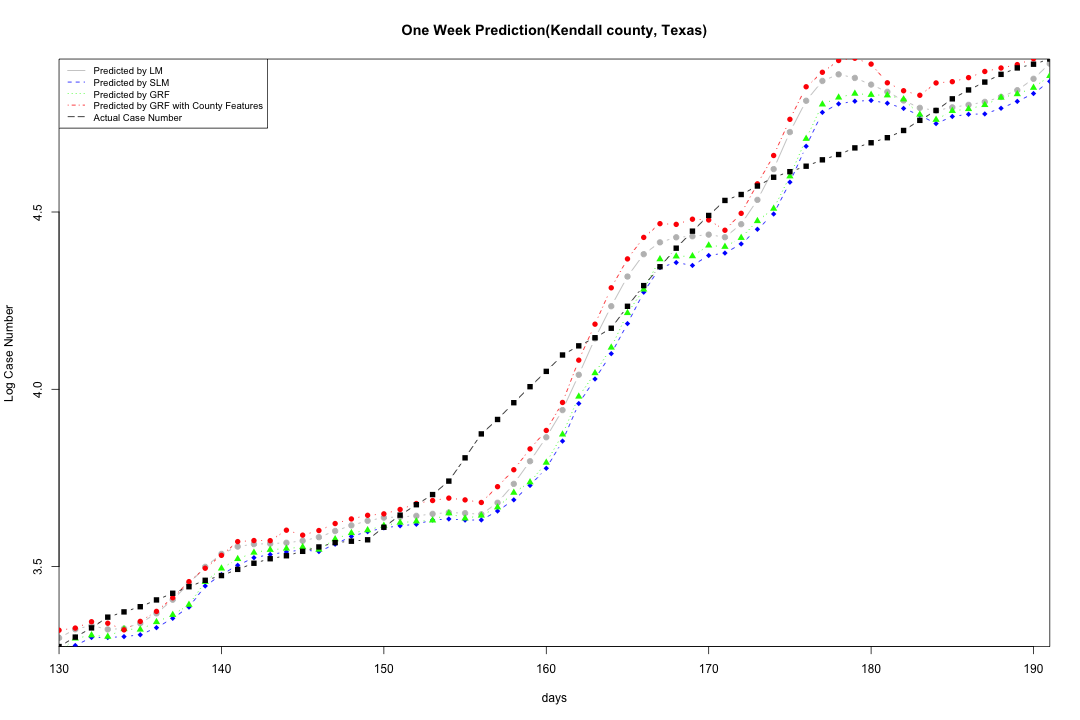 One Week Prediction(Kendall county, Texas)
Predicted by LM
Predicted by SLM
Predicted by GRF
Predicted by GRF with County Features
Actual Case Number
4.5
4.0
3.5
Log Case Number
130 140 150 160 170 180 190
days